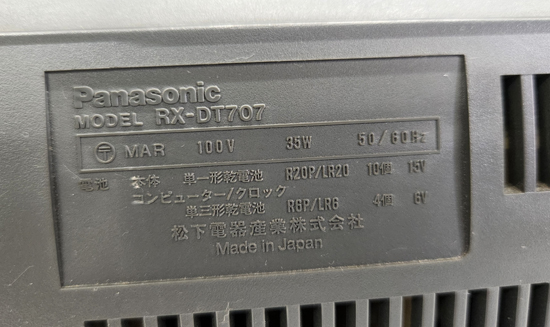 Panasonic
MODEL RX-DT707
〒 MAR 100V 35W 50/60Hz
電池 本体 単一形乾電池 R20P/LR20 10個 15V
コンピューター/クロック
単三形乾電池 R6P/LR6 4個 6V
松下電器産業株式会社
Made in Japan